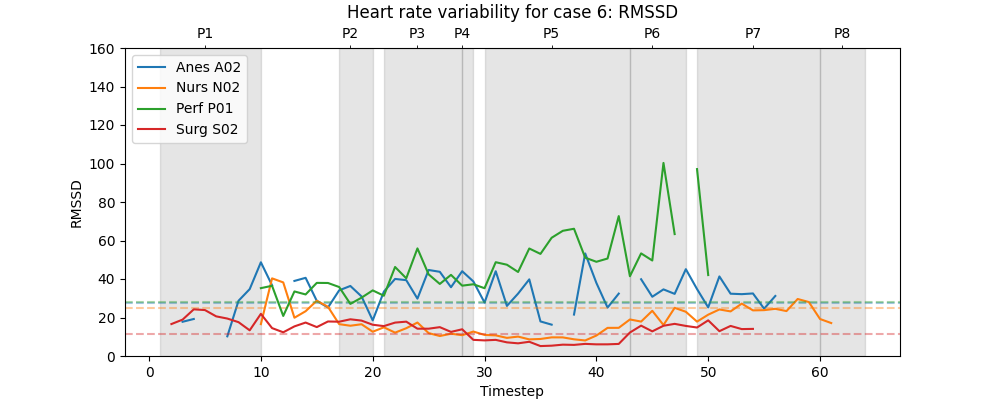 Heart rate variability for case 6: RMSSD
P1 P2 P3 P4 P5 P6 P7 P8
160
140
120
100
80
60
40
20
0
RMSSD
Anes A02
Nurs N02
Perf P01
Surg S02
0 10 20 30 40 50 60
Timestep